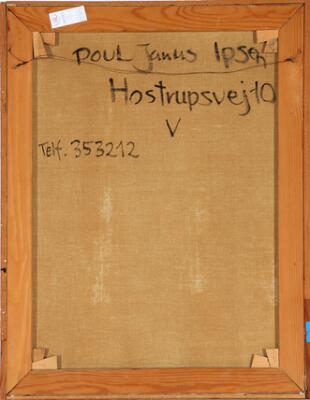 POUL Janus Ipsen
Hostrupsvej 10
V
Telf. 353212